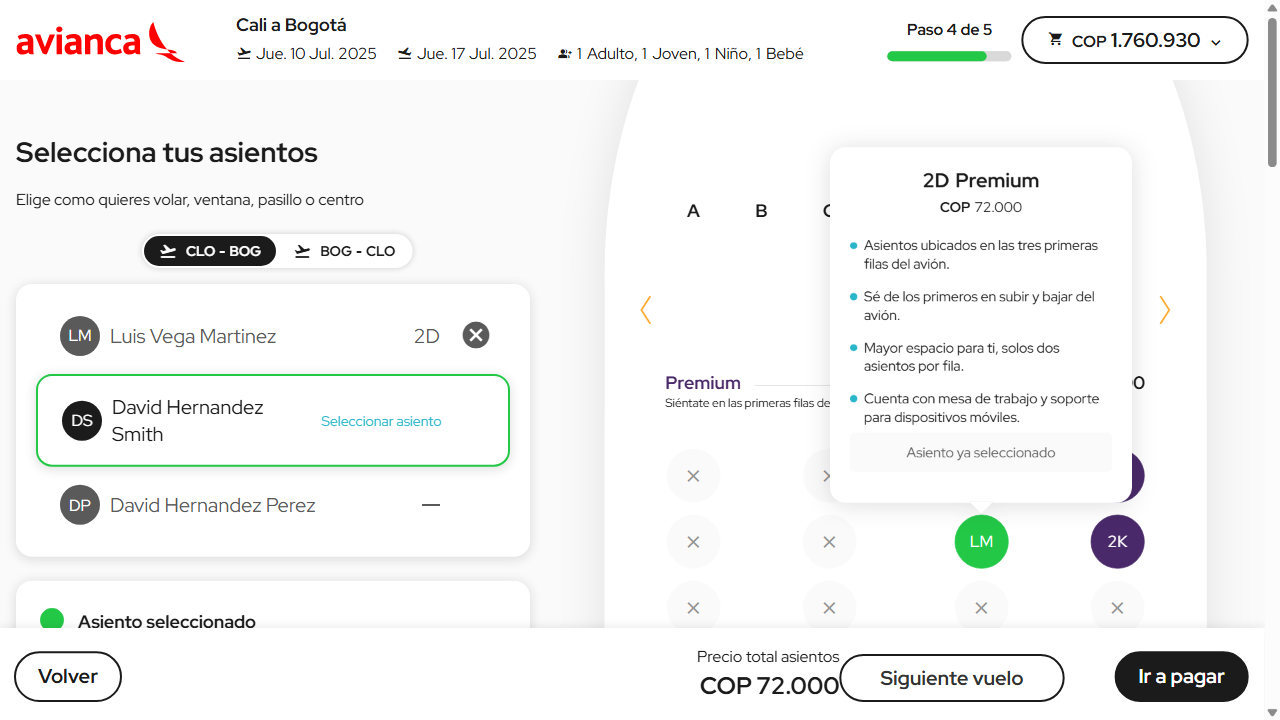 avianca
Cali a Bogotá
Jue. 10 Jul. 2025
Jue. 17 Jul. 2025
1 Adulto, 1 Joven, 1 Niño, 1 Bebé
Paso 4 de 5
COP 1.760.930
Selecciona tus asientos
Elige como quieres volar, ventana, pasillo o centro
CLO - BOG
BOG - CLO
LM
Luis Vega Martinez
2D
DS
David Hernandez
Smith
Seleccionar asiento
DP
David Hernandez Perez
—
Asiento seleccionado
A
B
2D Premium
COP 72.000
Asientos ubicados en las tres primeras
filas del avión.
Sé de los primeros en subir y bajar del
avión.
Mayor espacio para ti, solos dos
asientos por fila.
Cuenta con mesa de trabajo y soporte
para dispositivos móviles.
Asiento ya seleccionado
Premium
Siéntate en las primeras filas de
LM
2K
Volver
Precio total asientos
COP 72.000
Siguiente vuelo
Ir a pagar